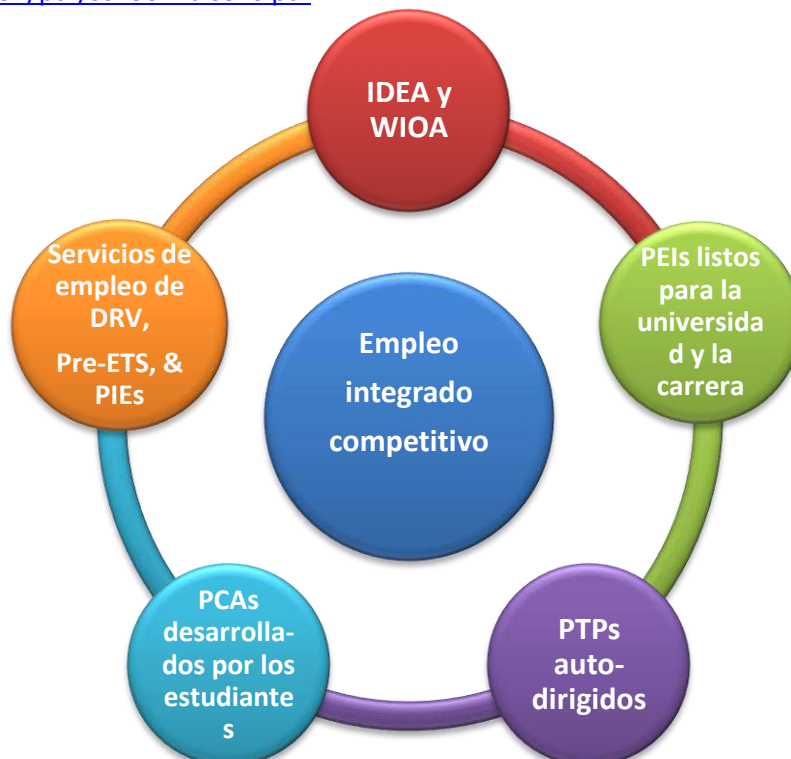 IDEA y
WIOA
PEIs listos
para la
universida
d y la
carrera
PTPs
auto-
dirigidos
PCAs
desarrolla-
dos por los
estudiante
s
Servicios de
empleo de
DRV,
Pre-ETS, &
PIEs
Empleo
integrado
competitivo